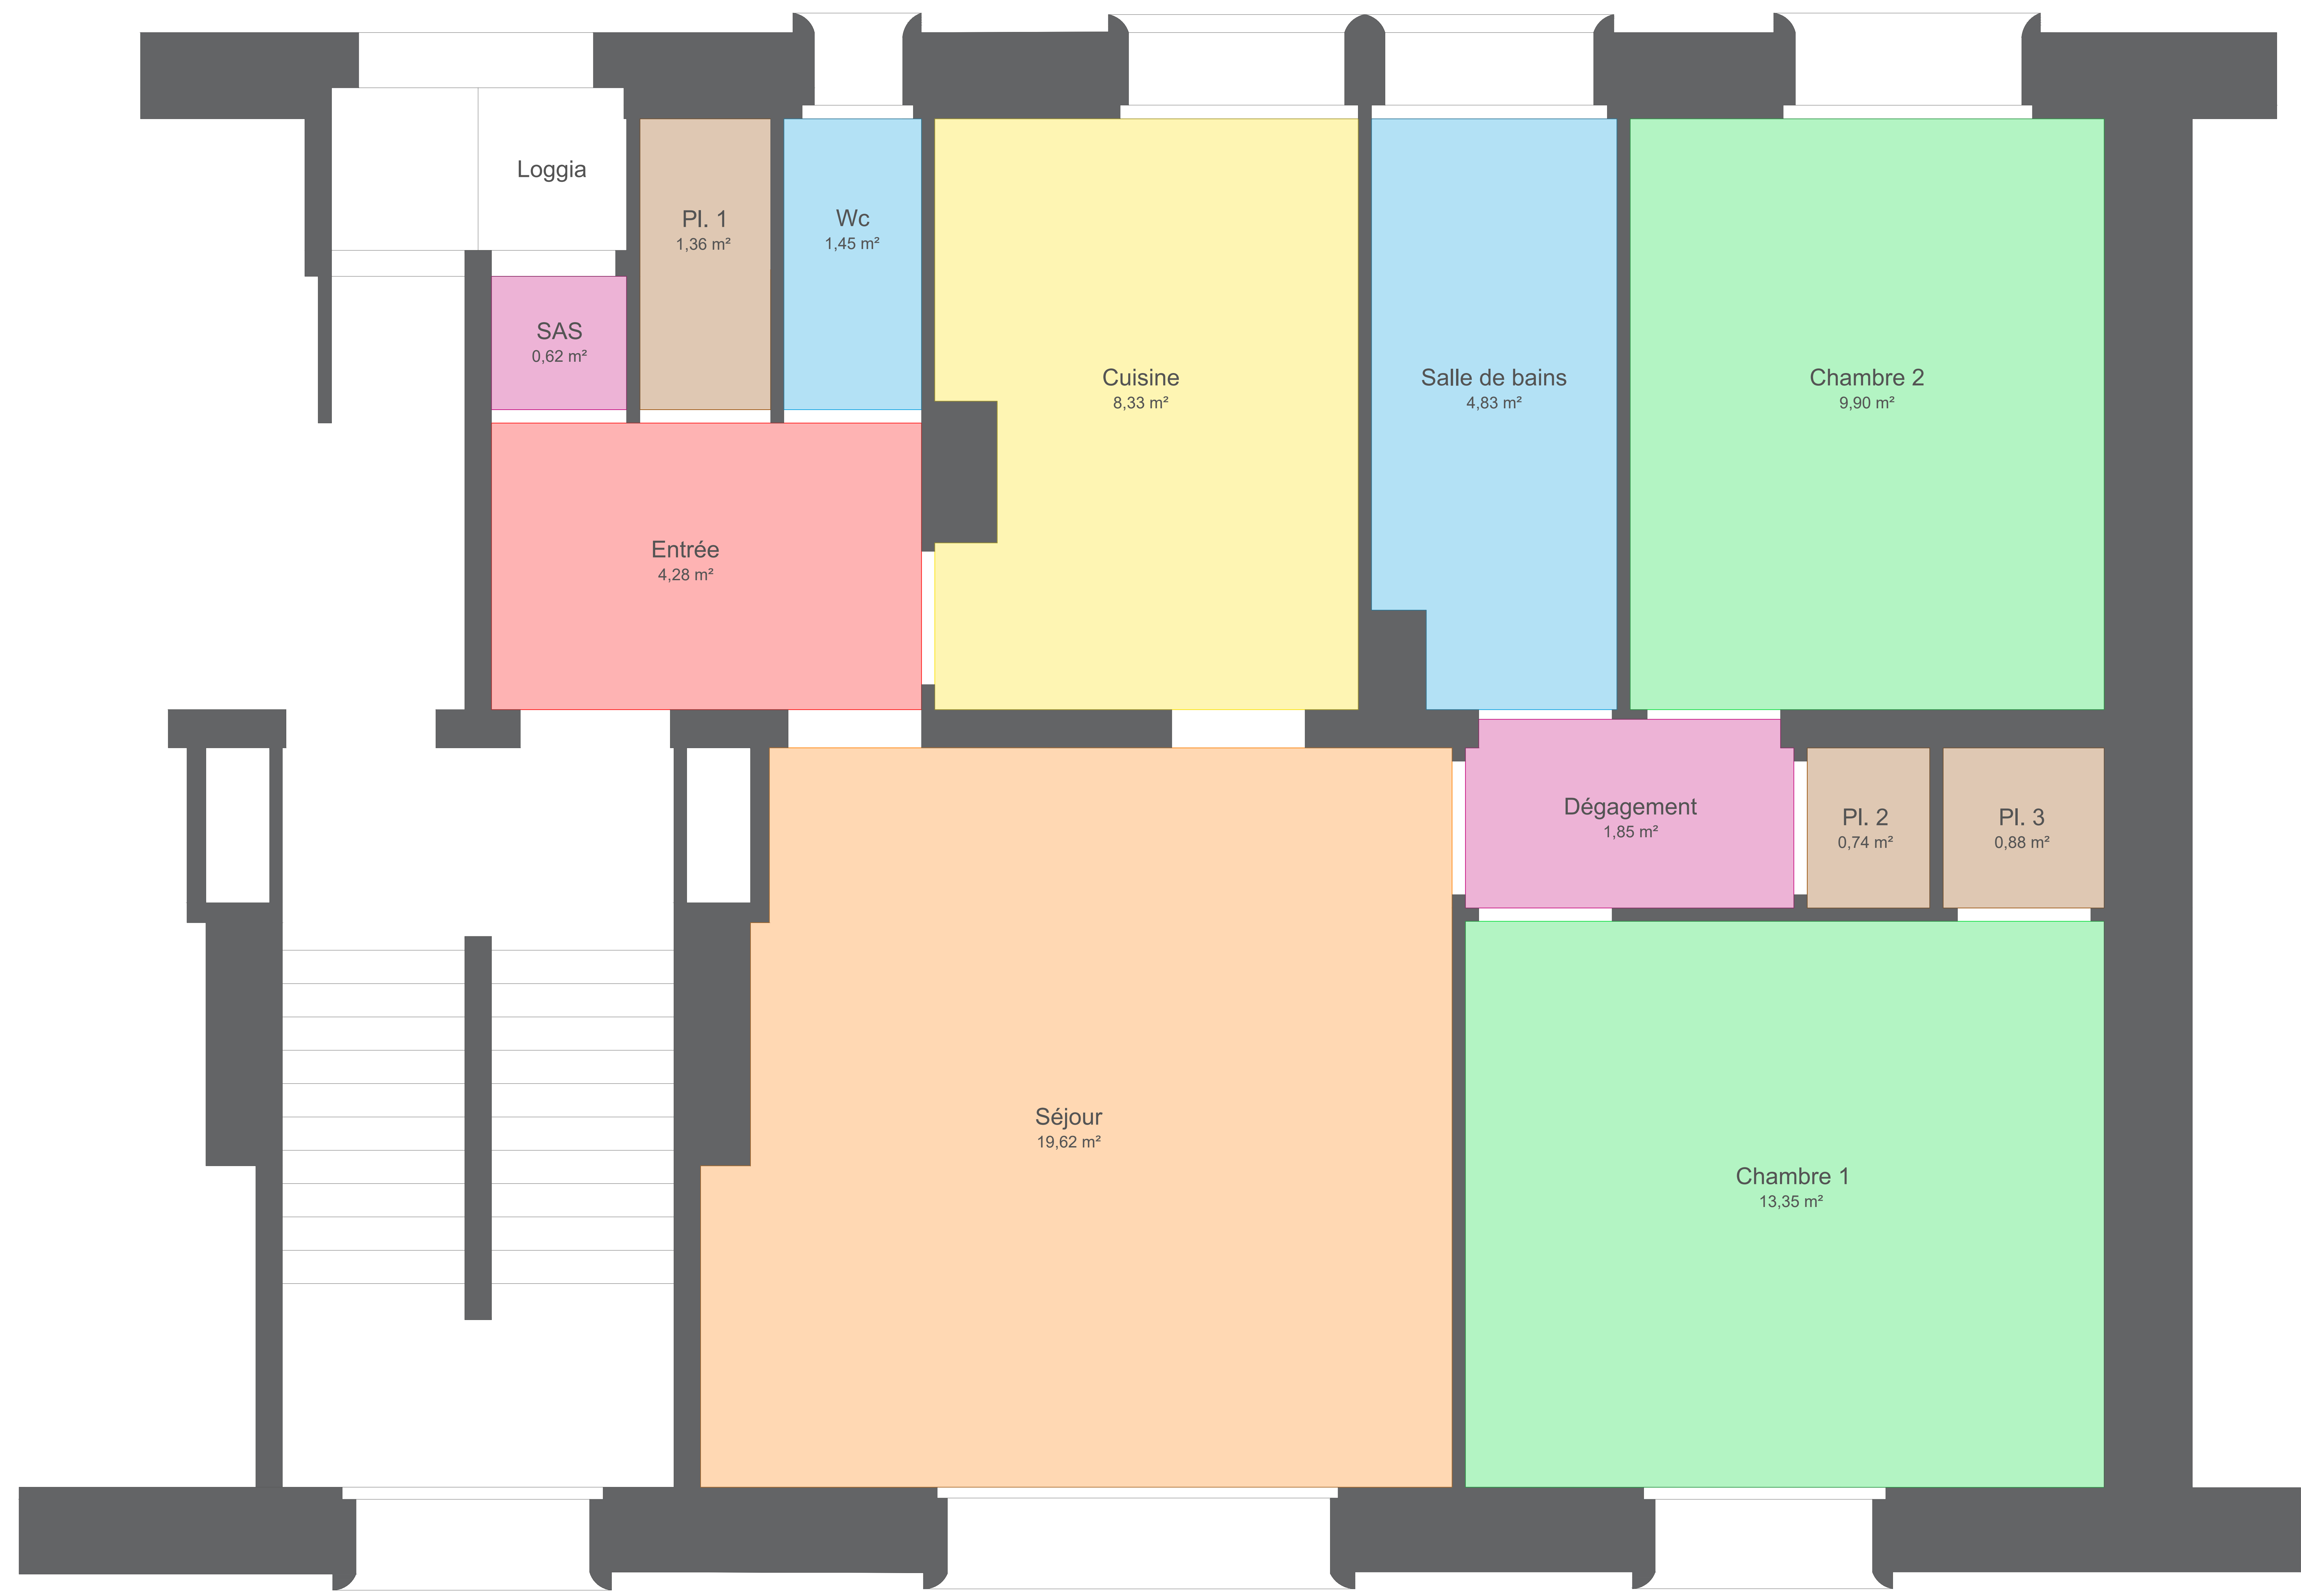 Loggia
Pl. 1
1,36 m²
Wc
1,45 m²
SAS
0,62 m²
Cuisine
8,33 m²
Salle de bains
4,83 m²
Chambre 2
9,90 m²
Entrée
4,28 m²
Dégagement
1,85 m²
Pl. 2
0,74 m²
Pl. 3
0,88 m²
Séjour
19,62 m²
Chambre 1
13,35 m²